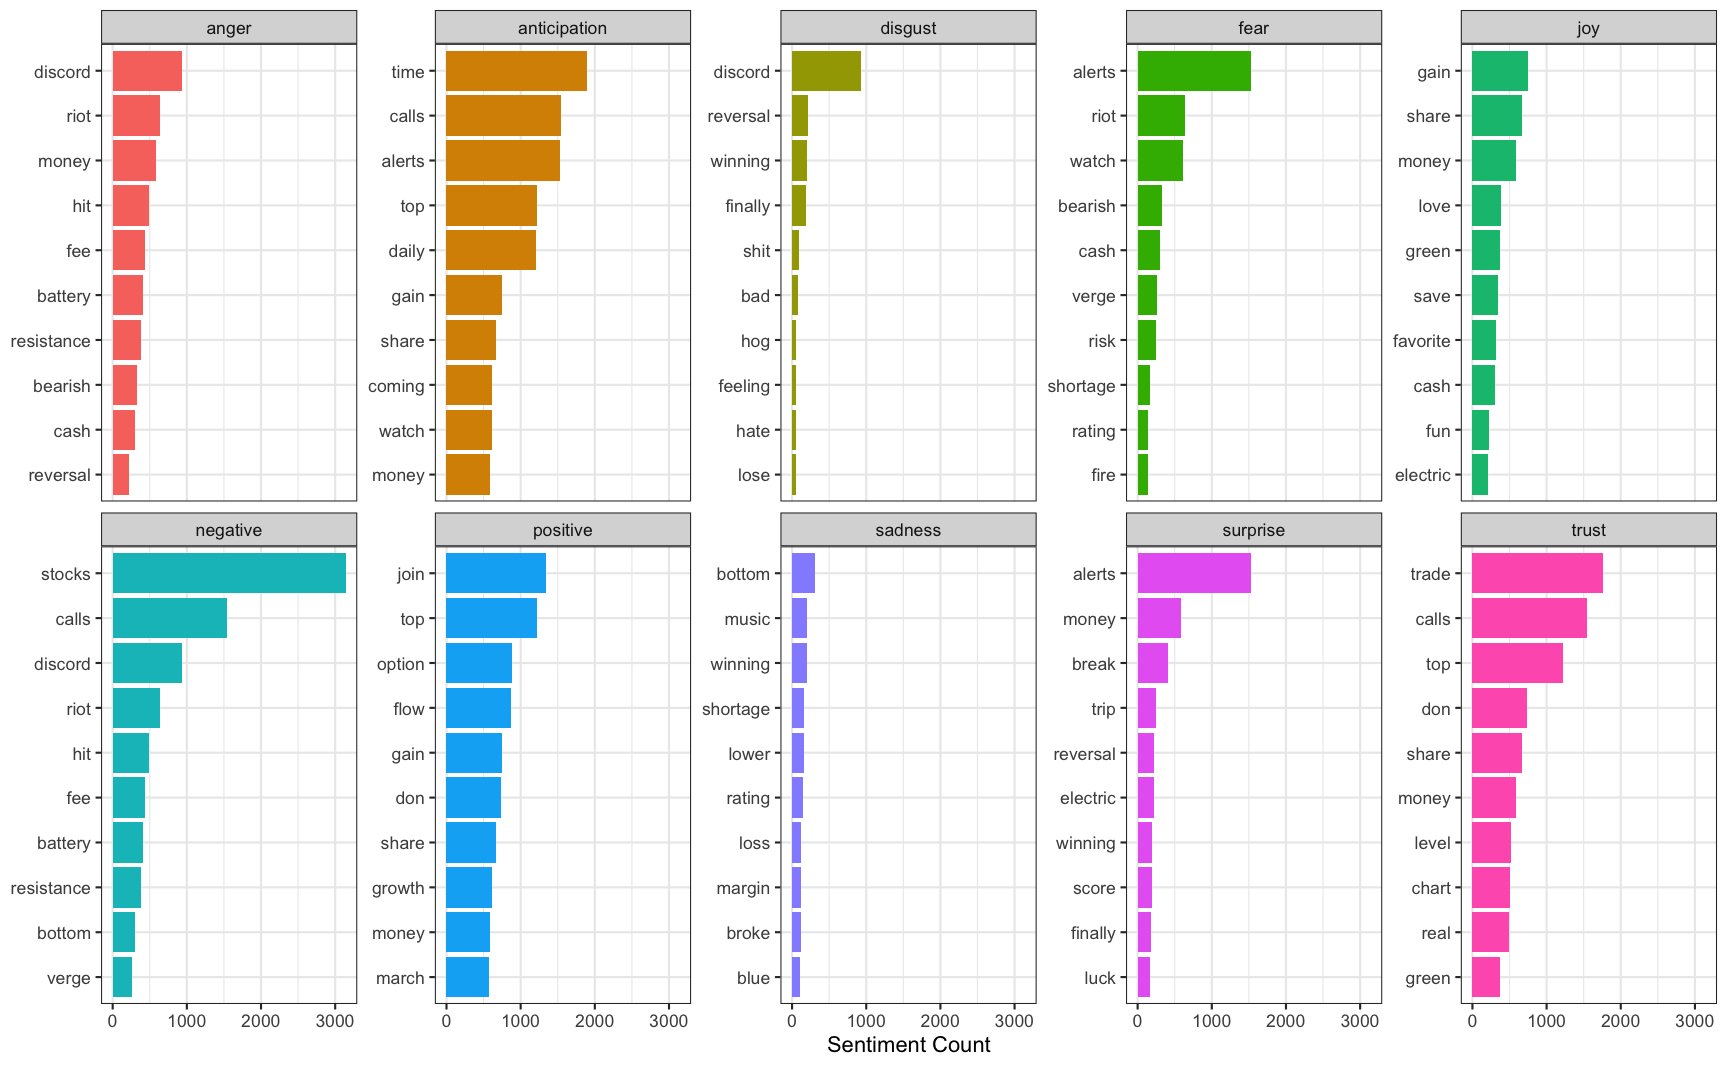 anger
discord
riot
money
hit
fee
battery
resistance
bearish
cash
reversal
anticipation
time
calls
alerts
top
daily
gain
share
coming
watch
money
disgust
discord
reversal
winning
finally
shit
bad
hog
feeling
hate
lose
fear
alerts
riot
watch
bearish
cash
verge
risk
shortage
rating
fire
joy
gain
share
money
love
green
save
favorite
cash
fun
electric
negative
stocks
calls
discord
riot
hit
fee
battery
resistance
bottom
verge
0 1000 2000 3000
positive
join
top
option
flow
gain
don
share
growth
money
march
0 1000 2000 3000
sadness
bottom
music
winning
shortage
lower
rating
loss
margin
broke
blue
0 1000 2000 3000
surprise
alerts
money
break
trip
reversal
electric
winning
score
finally
luck
0 1000 2000 3000
trust
trade
calls
top
don
share
money
level
chart
real
green
0 1000 2000 3000
Sentiment Count